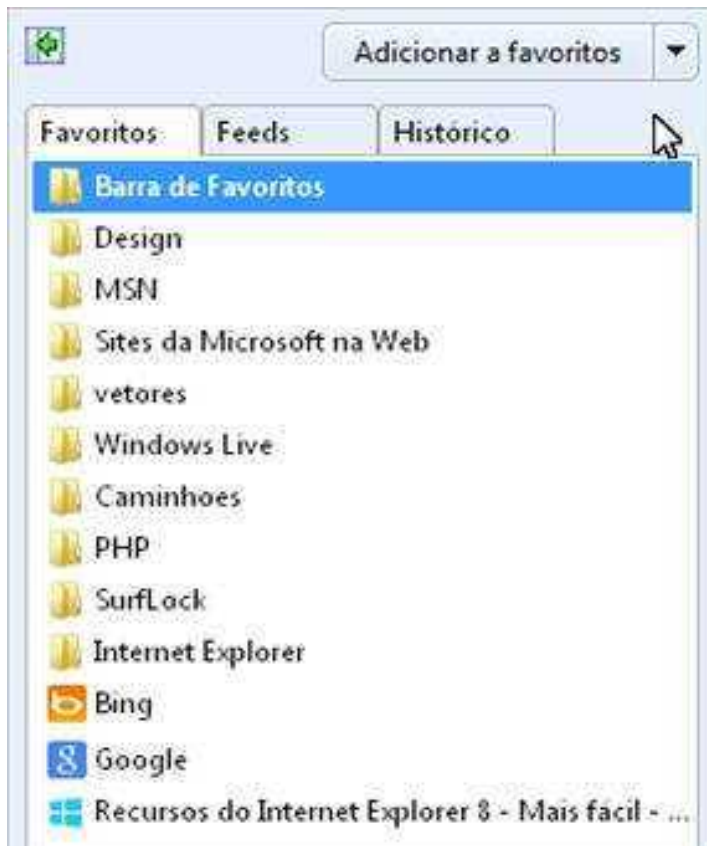 Adicionar a favoritos
Favoritos Feeds Histórico
Barra de Favoritos
Design
MSN
Sites da Microsoft na Web
vetores
Windows Live
Caminhoes
PHP
SurfLock
Internet Explorer
Bing
Google
Recursos do Internet Explorer 8 - Mais fácil - ...